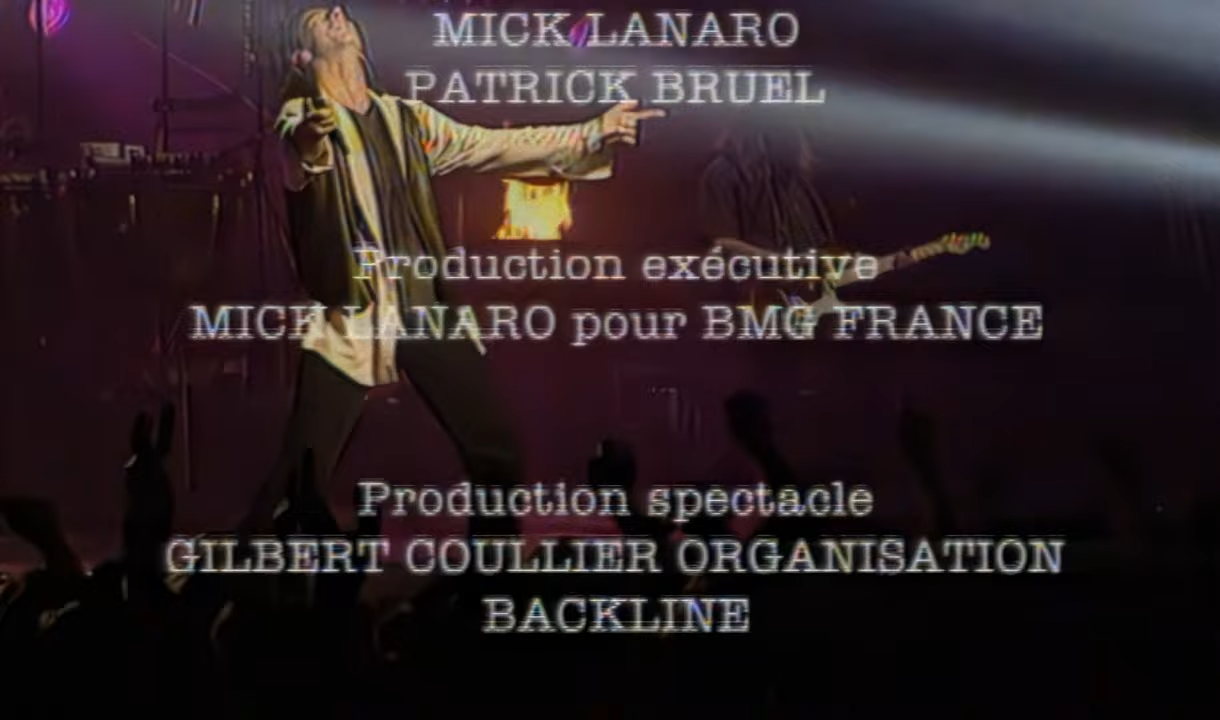 MICK LANARO
PATRICK BRUEL
Production exécutive
MICK LANARO pour BMG FRANCE
Production spectacle
GILBERT COULLIER ORGANISATION
BACKLINE